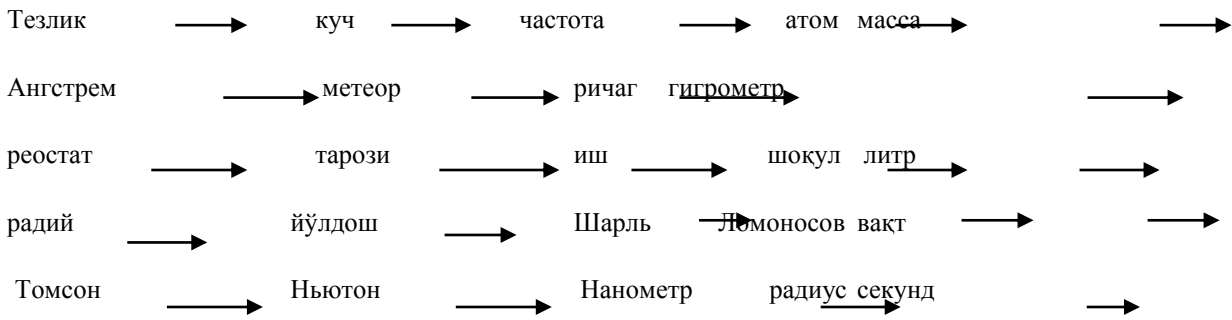 Тезлик куч частота атом масса
Ангстрем метеор ричаг гигрометр
реостат тарози иш шоқул литр
радий йўлдош Шарль Ломоносов вақт
Томсон Ньютон Нанометр радиус секунд